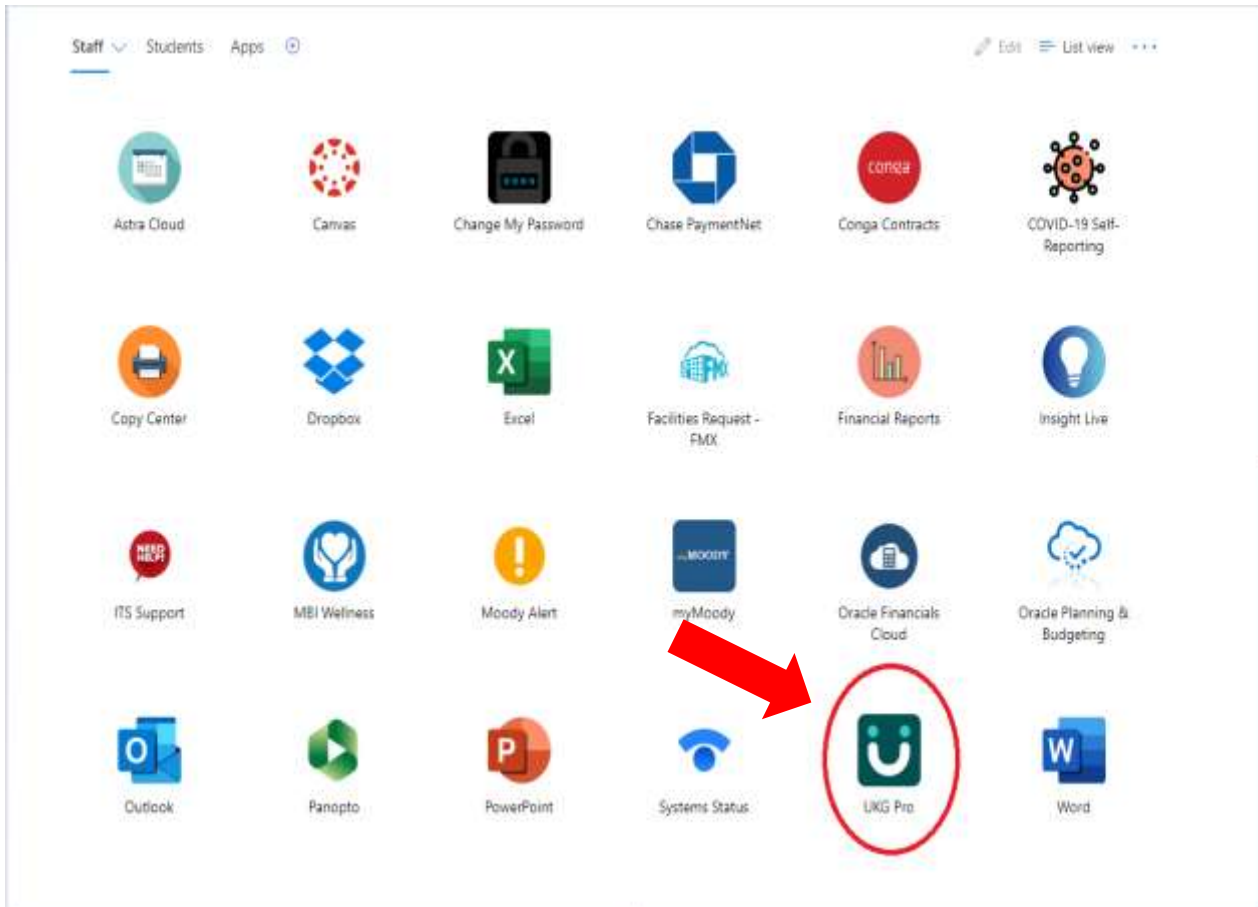 Staff Students Apps Edit List view
conga
Astra Cloud Canvas Change My Password Chase PaymentNet Conga Contracts COVID-19 Self-
Reporting
X FMX
Copy Center Dropbox Excel Facilities Request - Financial Reports Insight Live
FMX
NEED
HELP!
myMOODY
ITS Support MBI Wellness Moody Alert myMoody Oracle Financials Oracle Planning &
Cloud Budgeting
O P W
Outlook Panopto PowerPoint Systems Status UKG Pro Word